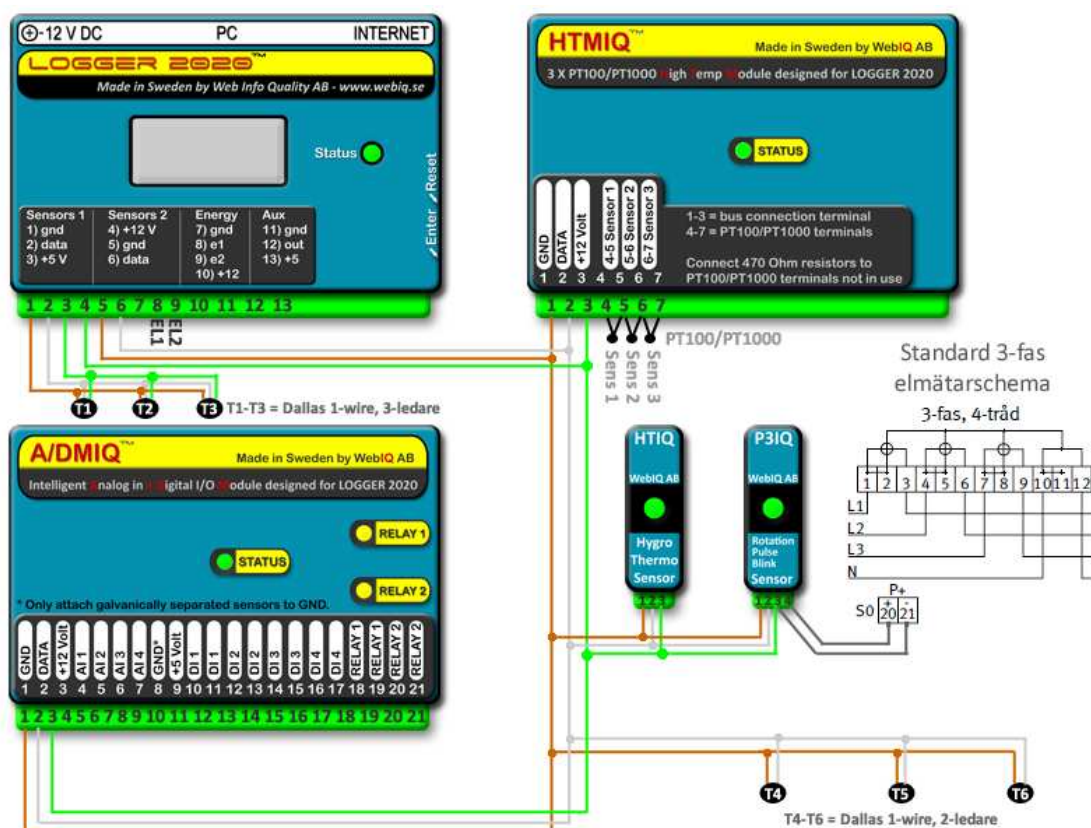 ⊕-12 V DC PC INTERNET
LOGGER 2020™
Made in Sweden by Web Info Quality AB - www.webiq.se
Status
Enter Reset
Sensors 1
1) gnd
2) data
3) +5 V
Sensors 2
4) +12 V
5) gnd
6) data
Energy
7) gnd
8) e1
9) e2
10) +12
Aux
11) gnd
12) out
13) +5
1 2 3 4 5 6 7 8 9 10 11 12 13
EL1
EL2
T1 T2 T3
T1-T3 = Dallas 1-wire, 3-ledare
HTMIQ™
Made in Sweden by WebIQ AB
3 X PT100/PT1000 High Temp Module designed for LOGGER 2020
STATUS
GND
DATA
+12 Volt
4-5 Sensor 1
5-6 Sensor 2
6-7 Sensor 3
1 2 3 4 5 6 7
1-3 = bus connection terminal
4-7 = PT100/PT1000 terminals
Connect 470 Ohm resistors to
PT100/PT1000 terminals not in use
1 2 3 4 5 6 7
PT100/PT1000
Sens 1
Sens 2
Sens 3
Standard 3-fas
elmätarschema
3-fas, 4-tråd
1 2 3 4 5 6 7 8 9 10 11 12
L1
L2
L3
N
P+
S0
+ -
20 21
A/DMIQ™
Made in Sweden by WebIQ AB
Intelligent Analog in / Digital I/O Module designed for LOGGER 2020
RELAY 1
STATUS
RELAY 2
* Only attach galvanically separated sensors to GND.
GND
DATA
+12 Volt
AI 1
AI 2
AI 3
AI 4
GND*
+5 Volt
DI 1
DI 1
DI 2
DI 2
DI 3
DI 3
DI 4
DI 4
RELAY 1
RELAY 1
RELAY 2
RELAY 2
1 2 3 4 5 6 7 8 9 10 11 12 13 14 15 16 17 18 19 20 21
1 2 3 4 5 6 7 8 9 10 11 12 13 14 15 16 17 18 19 20 21
HTIQ
WebIQ AB
Hygro
Thermo
Sensor
1 2 3
P3IQ
WebIQ AB
Rotation
Pulse
Blink
Sensor
1 2 3 4
T4 T5 T6
T4-T6 = Dallas 1-wire, 2-ledare